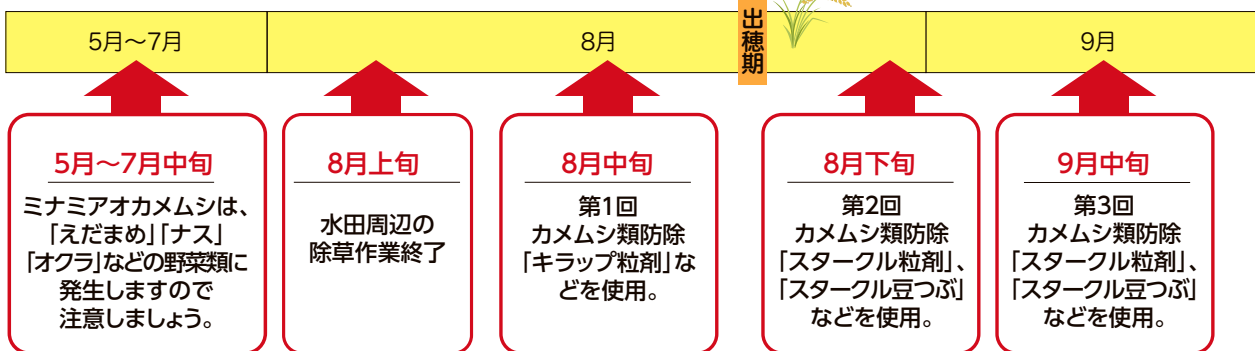 5月〜7月
8月
出穂期
9月
5月〜7月中旬
ミナミアオカメムシは、
「えだまめ」「ナス」
「オクラ」などの野菜類に
発生しますので
注意しましょう。
8月上旬
水田周辺の
除草作業終了
8月中旬
第1回
カメムシ類防除
「キラップ粒剤」な
どを使用。
8月下旬
第2回
カメムシ類防除
「スタークル粒剤」、
「スタークル豆つぶ」
などを使用。
9月中旬
第3回
カメムシ類防除
「スタークル粒剤」、
「スタークル豆つぶ」
などを使用。